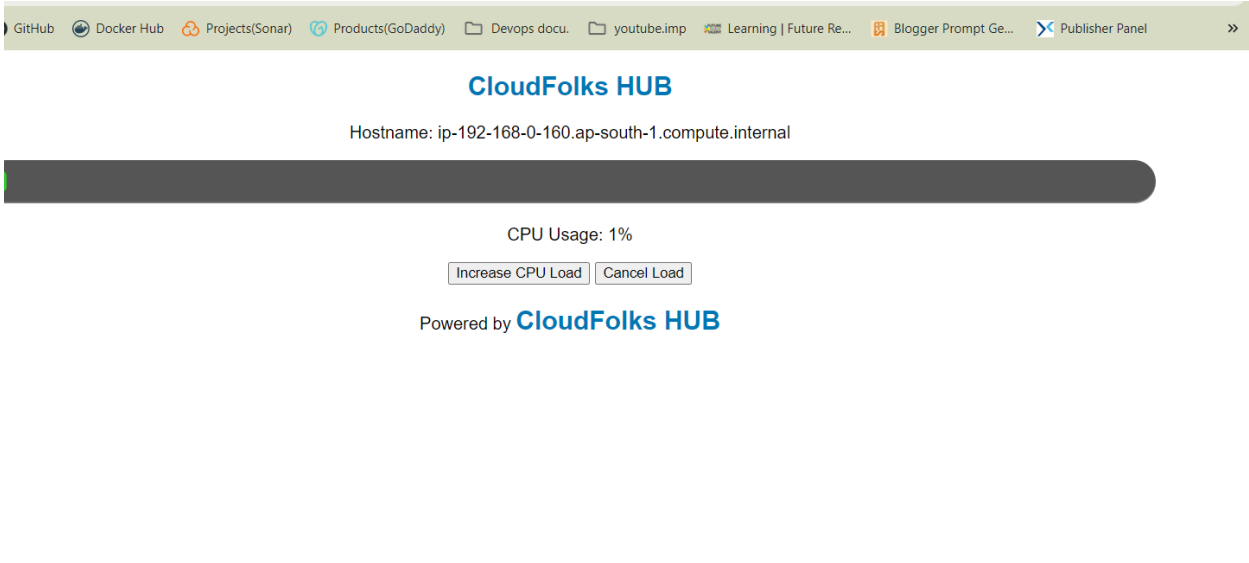 GitHub Docker Hub Projects(Sonar) Products(GoDaddy) Devops docu. youtube.imp Learning | Future Re... Blogger Prompt Ge... Publisher Panel »
CloudFolks HUB
Hostname: ip-192-168-0-160.ap-south-1.compute.internal
CPU Usage: 1%
Increase CPU Load Cancel Load
Powered by CloudFolks HUB